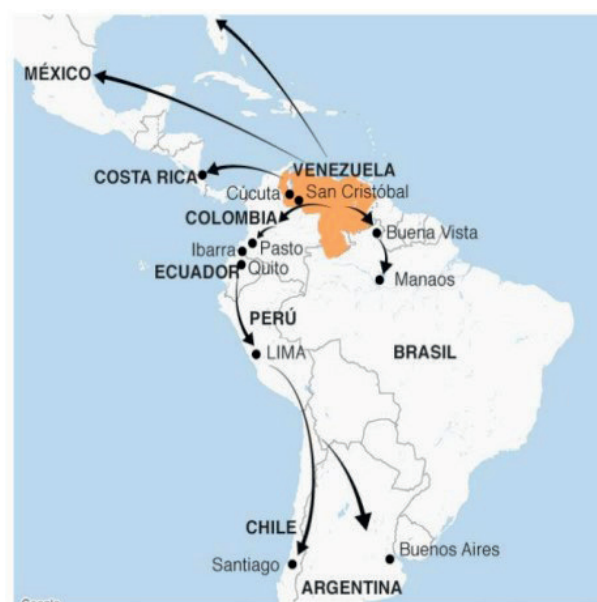 MÉXICO
VENEZUELA
COSTA RICA
Cúcuta
San Cristóbal
COLOMBIA
Buena Vista
Ibarra
Pasto
ECUADOR
Quito
Manaos
PERÚ
LIMA
BRASIL
CHILE
Buenos Aires
Santiago
ARGENTINA